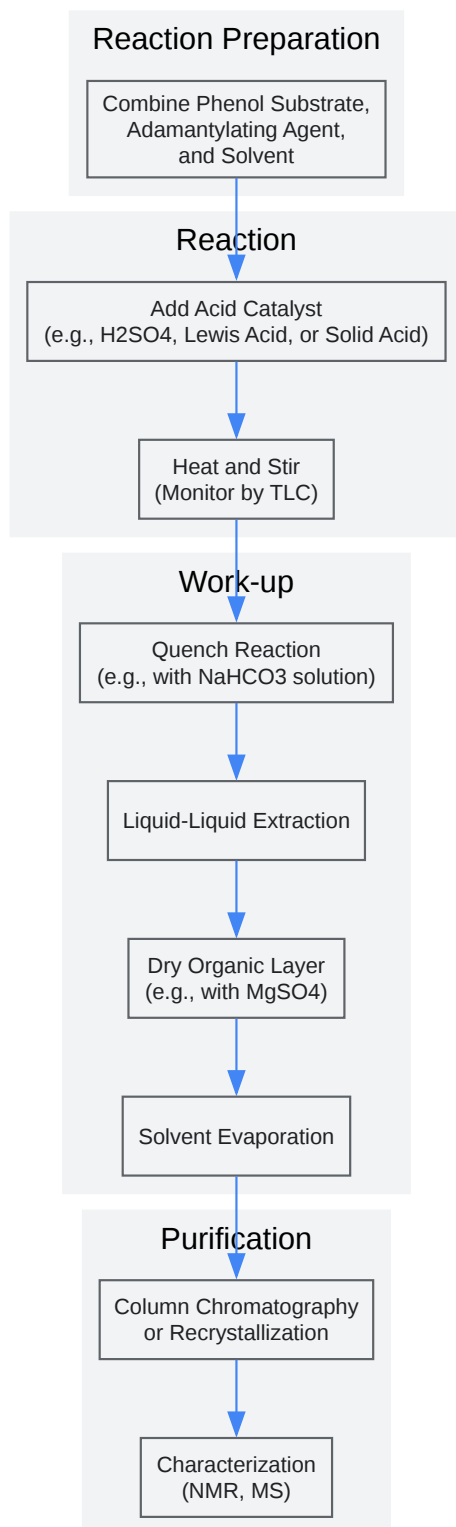 Reaction Preparation
Combine Phenol Substrate,
Adamantylating Agent,
and Solvent
Reaction
Add Acid Catalyst
(e.g., H2SO4, Lewis Acid, or Solid Acid)
Heat and Stir
(Monitor by TLC)
Work-up
Quench Reaction
(e.g., with NaHCO3 solution)
Liquid-Liquid Extraction
Dry Organic Layer
(e.g., with MgSO4)
Solvent Evaporation
Purification
Column Chromatography
or Recrystallization
Characterization
(NMR, MS)